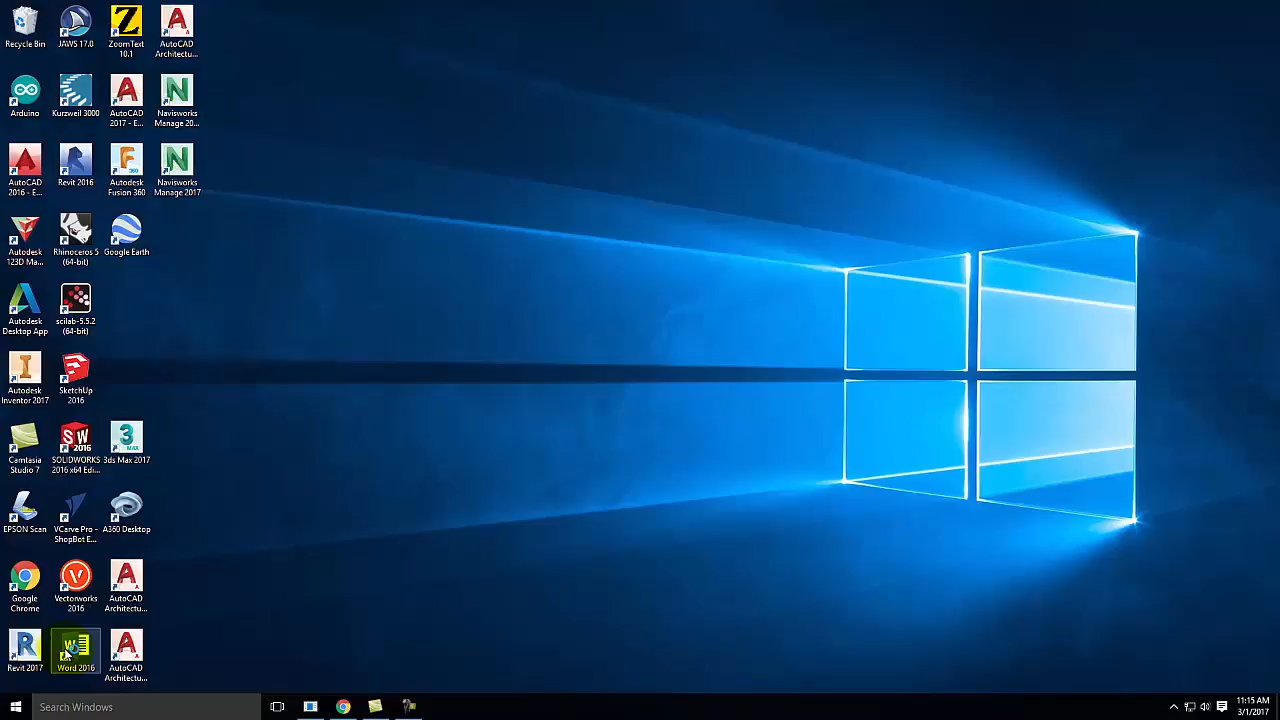 Recycle Bin
JAWS 17.0
ZoomText
10.1
AutoCAD
Architectu...
Arduino
Kurzweil 3000
AutoCAD
2017 - E...
Navisworks
Manage 20...
AutoCAD
2016 - E...
Revit 2016
Autodesk
Fusion 360
Navisworks
Manage 2017
Autodesk
123D Ma...
Rhinoceros 5
(64-bit)
Google Earth
Autodesk
Desktop App
scilab-5.5.2
(64-bit)
Autodesk
Inventor 2017
SketchUp
2016
Camtasia
Studio 7
SOLIDWORKS
2016 x64 Edi...
3ds Max 2017
EPSON Scan
VCarve Pro -
ShopBot E...
A360 Desktop
Google
Chrome
Vectorworks
2016
AutoCAD
Architectu...
Revit 2017
Word 2016
AutoCAD
Architectu...
Search Windows
11:15 AM
3/1/2017